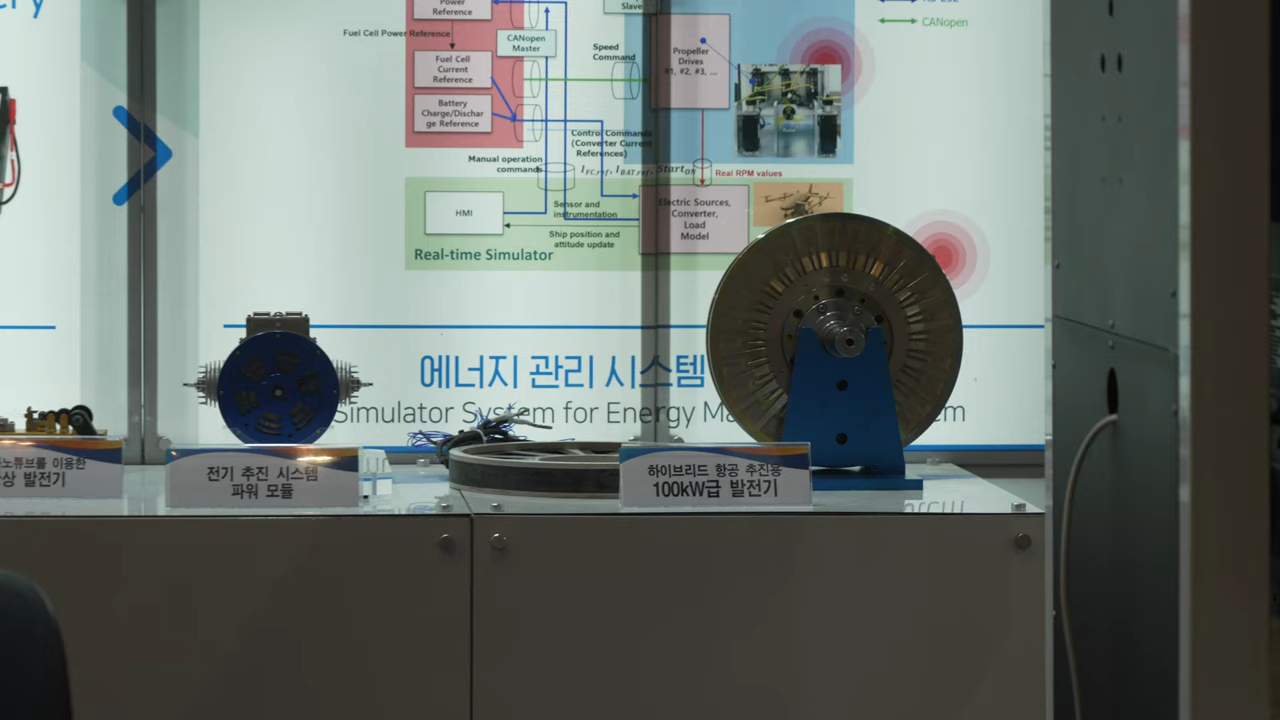 Power
Reference
Slave
CANopen
Fuel Cell Power Reference
CANopen
Master
Speed
Command
Propeller
Drives
#1, #2, #3, ...
Fuel Cell
Current
Reference
Battery
Charge/Dischar
ge Reference
Control Commands
(Converter Current
References)
Manual operation
commands
Real RPM values
HMI
Sensor and
instrumentation
Electric Sources,
Converter,
Load
Model
Ship position and
attitude update
Real-time Simulator
에너지 관리 시스템
Simulator System for Energy
노튜브를 이용한
상 발전기
전기 추진 시스템
파워 모듈
하이브리드 항공 추진용
100kW급 발전기